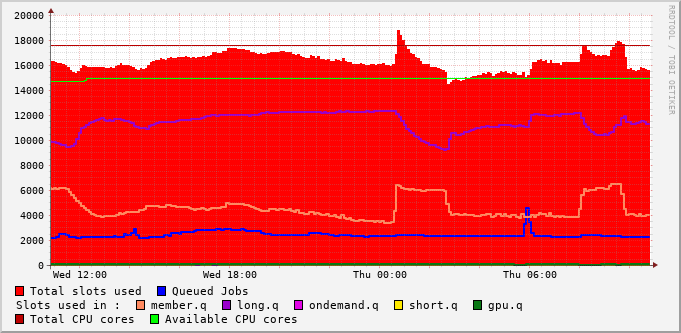 RRDTOOL / TOBI OETIKER
20000
18000
16000
14000
12000
10000
8000
6000
4000
2000
0
Wed 12:00 Wed 18:00 Thu 00:00 Thu 06:00
Total slots used Queued Jobs
Slots used in : member.q long.q ondemand.q short.q gpu.q
Total CPU cores Available CPU cores